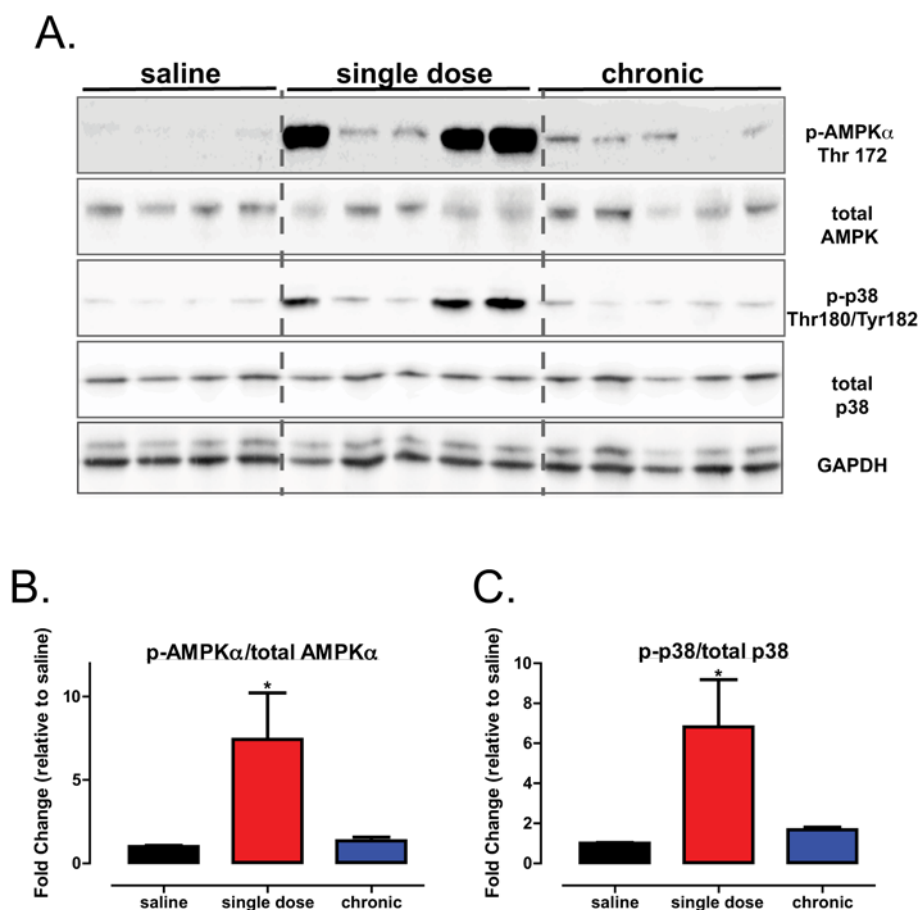 A.
saline single dose chronic
p-AMPKα
Thr 172
total
AMPK
p-p38
Thr180/Tyr182
total
p38
GAPDH
B.
p-AMPKα/total AMPKα
Fold Change (relative to saline)
10
5
0
*
saline single dose chronic
C.
p-p38/total p38
Fold Change (relative to saline)
10
8
6
4
2
0
*
saline single dose chronic